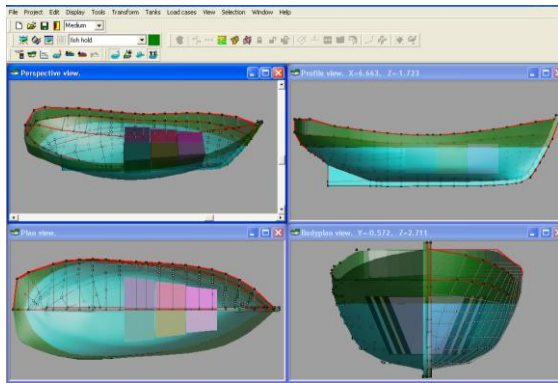 File Project Edit Display Tools Transform Tanks Load cases View Selection Window Help
Medium
fish hold
Perspective view.
Profile view. X=6.663, Z=-1.723
Plan view.
Bodyplan view. Y=-0.572, Z=2.711